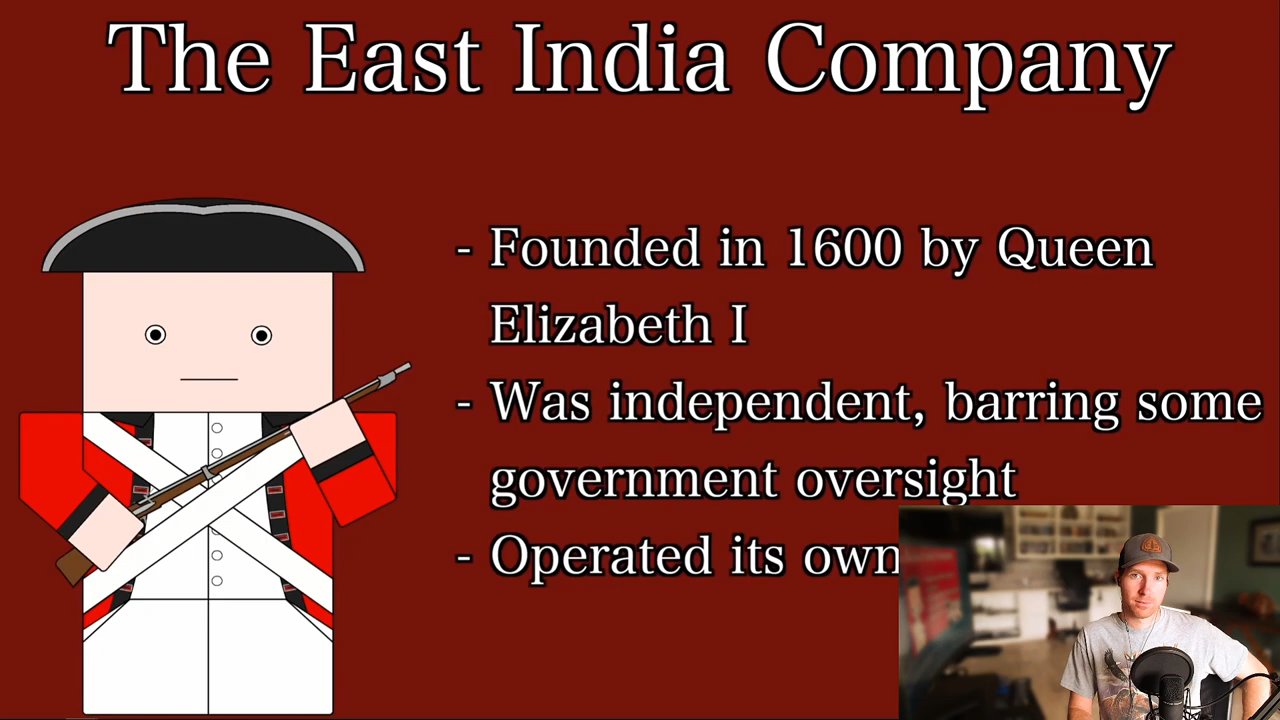 The East India Company
- Founded in 1600 by Queen
Elizabeth I
- Was independent, barring some
government oversight
- Operated its own